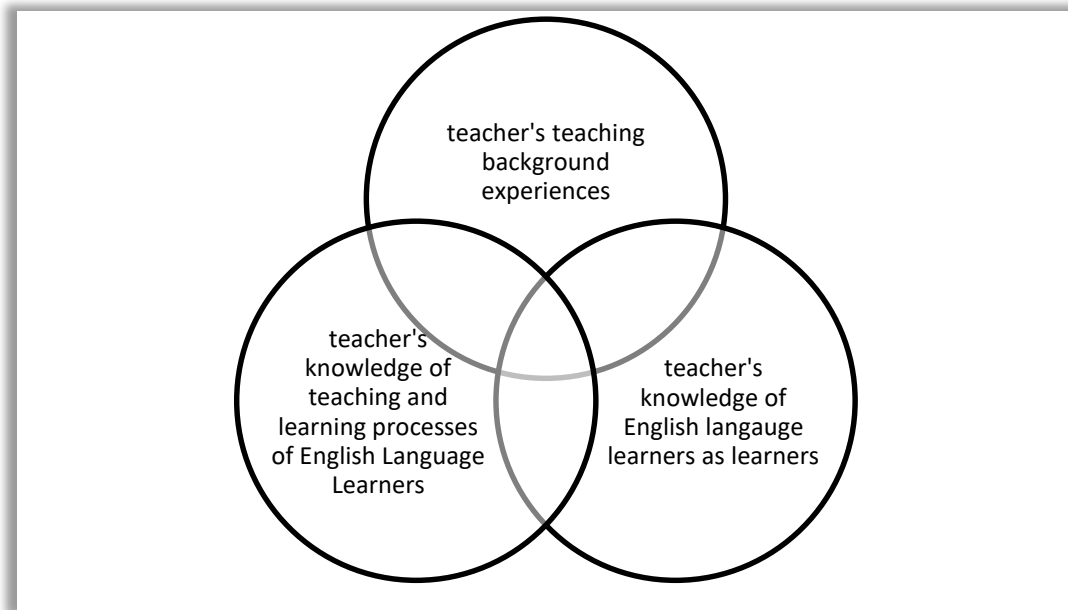 teacher's teaching
background
experiences
teacher's
knowledge of
teaching and
learning processes
of English Language
Learners
teacher's
knowledge of
English langauge
learners as learners